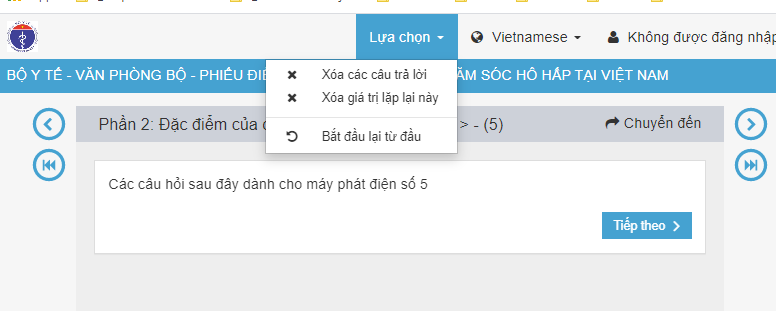 Lựa chọn
Vietnamese
Không được đăng nhập
BỘ Y TẾ - VĂN PHÒNG BỘ - PHIẾU ĐIỀ
ĂM SÓC HÔ HẤP TẠI VIỆT NAM
Xóa các câu trả lời
Xóa giá trị lặp lại này
Bắt đầu lại từ đầu
Phần 2: Đặc điểm của
> - (5)
Chuyển đến
Các câu hỏi sau đây dành cho máy phát điện số 5
Tiếp theo